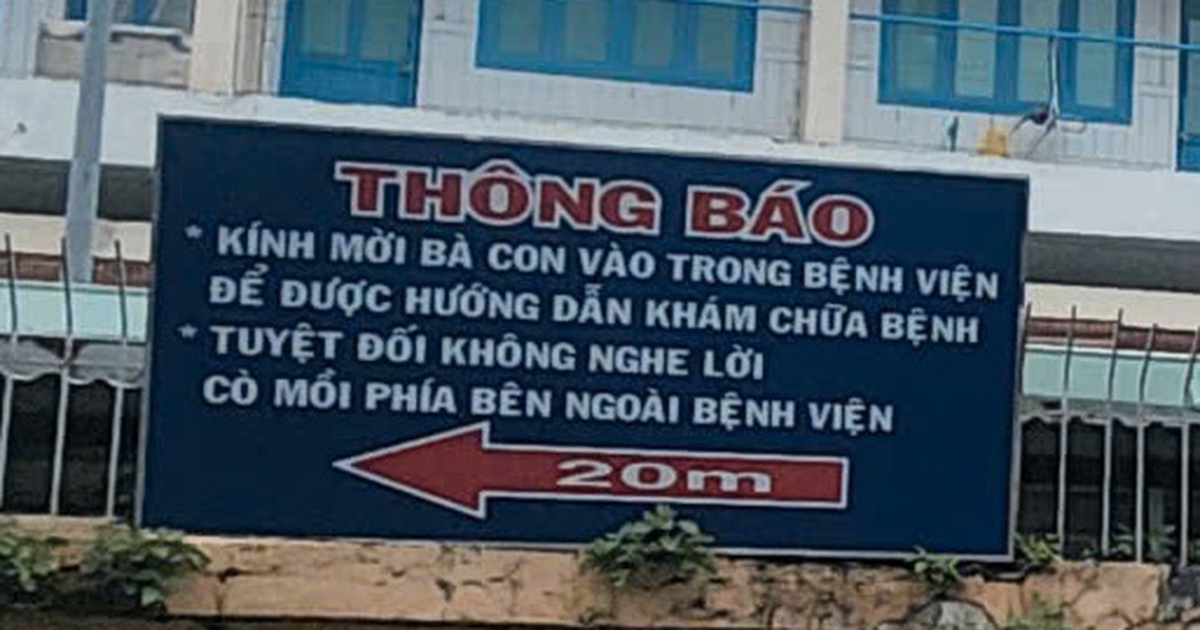 THÔNG BÁO
* KÍNH MỜI BÀ CON VÀO TRONG BỆNH VIỆN
ĐỂ ĐƯỢC HƯỚNG DẪN KHÁM CHỮA BỆNH
* TUYỆT ĐỐI KHÔNG NGHE LỜI
CÒ MỒI PHÍA BÊN NGOÀI BỆNH VIỆN
20m